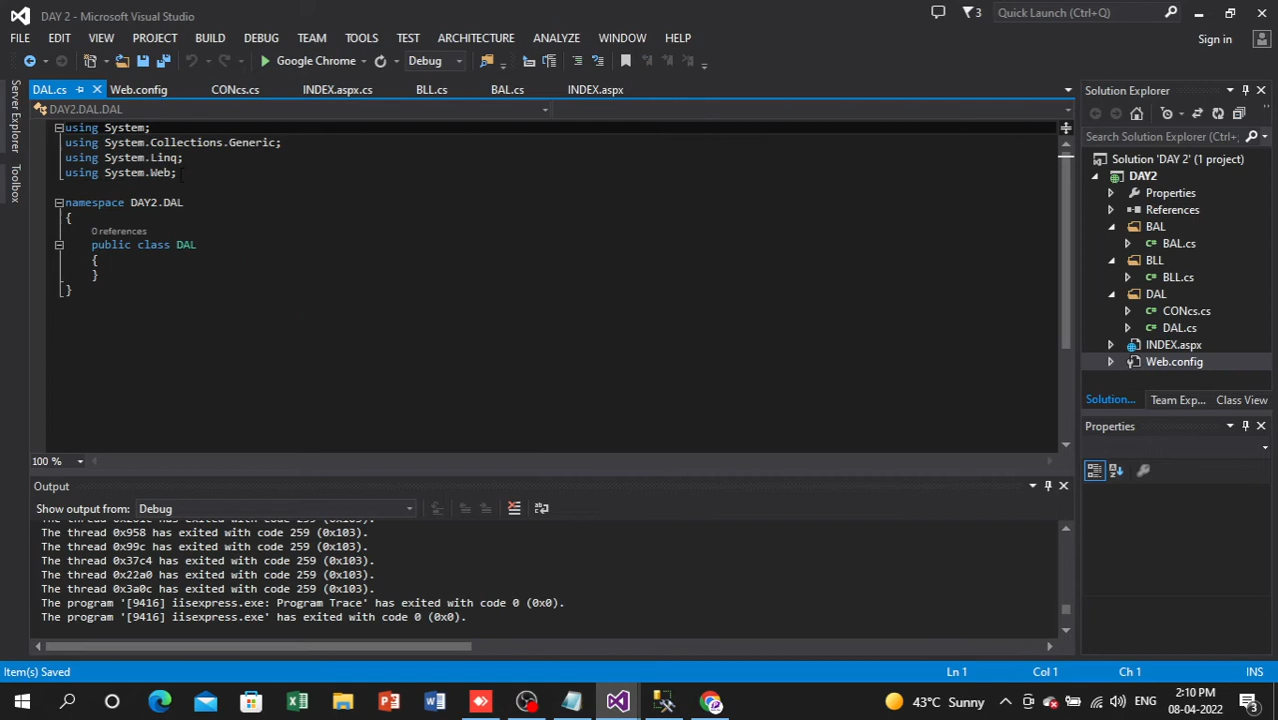 DAY 2 - Microsoft Visual Studio
3
Quick Launch (Ctrl+Q)
FILE EDIT VIEW PROJECT BUILD DEBUG TEAM TOOLS TEST ARCHITECTURE ANALYZE WINDOW HELP
Sign in
Google Chrome
Debug
Server Explorer
Toolbox
DAL.cs
Web.config
CONcs.cs
INDEX.aspx.cs
BLL.cs
BAL.cs
INDEX.aspx
DAY2.DAL.DAL
using System;
using System.Collections.Generic;
using System.Linq;
using System.Web;
namespace DAY2.DAL
{
0 references
public class DAL
{
}
}
100 %
Output
Show output from: Debug
The thread 0x958 has exited with code 259 (0x103).
The thread 0x99c has exited with code 259 (0x103).
The thread 0x37c4 has exited with code 259 (0x103).
The thread 0x22a0 has exited with code 259 (0x103).
The thread 0x3a0c has exited with code 259 (0x103).
The program '[9416] iisexpress.exe: Program Trace' has exited with code 0 (0x0).
The program '[9416] iisexpress.exe' has exited with code 0 (0x0).
Solution Explorer
Search Solution Explorer (Ctrl+
Solution 'DAY 2' (1 project)
DAY2
Properties
References
BAL
BAL.cs
BLL
BLL.cs
DAL
CONcs.cs
DAL.cs
INDEX.aspx
Web.config
Solution... Team Exp... Class View
Properties
Item(s) Saved
Ln 1 Col 1 Ch 1 INS
43°C Sunny
ENG
2:10 PM
08-04-2022
3